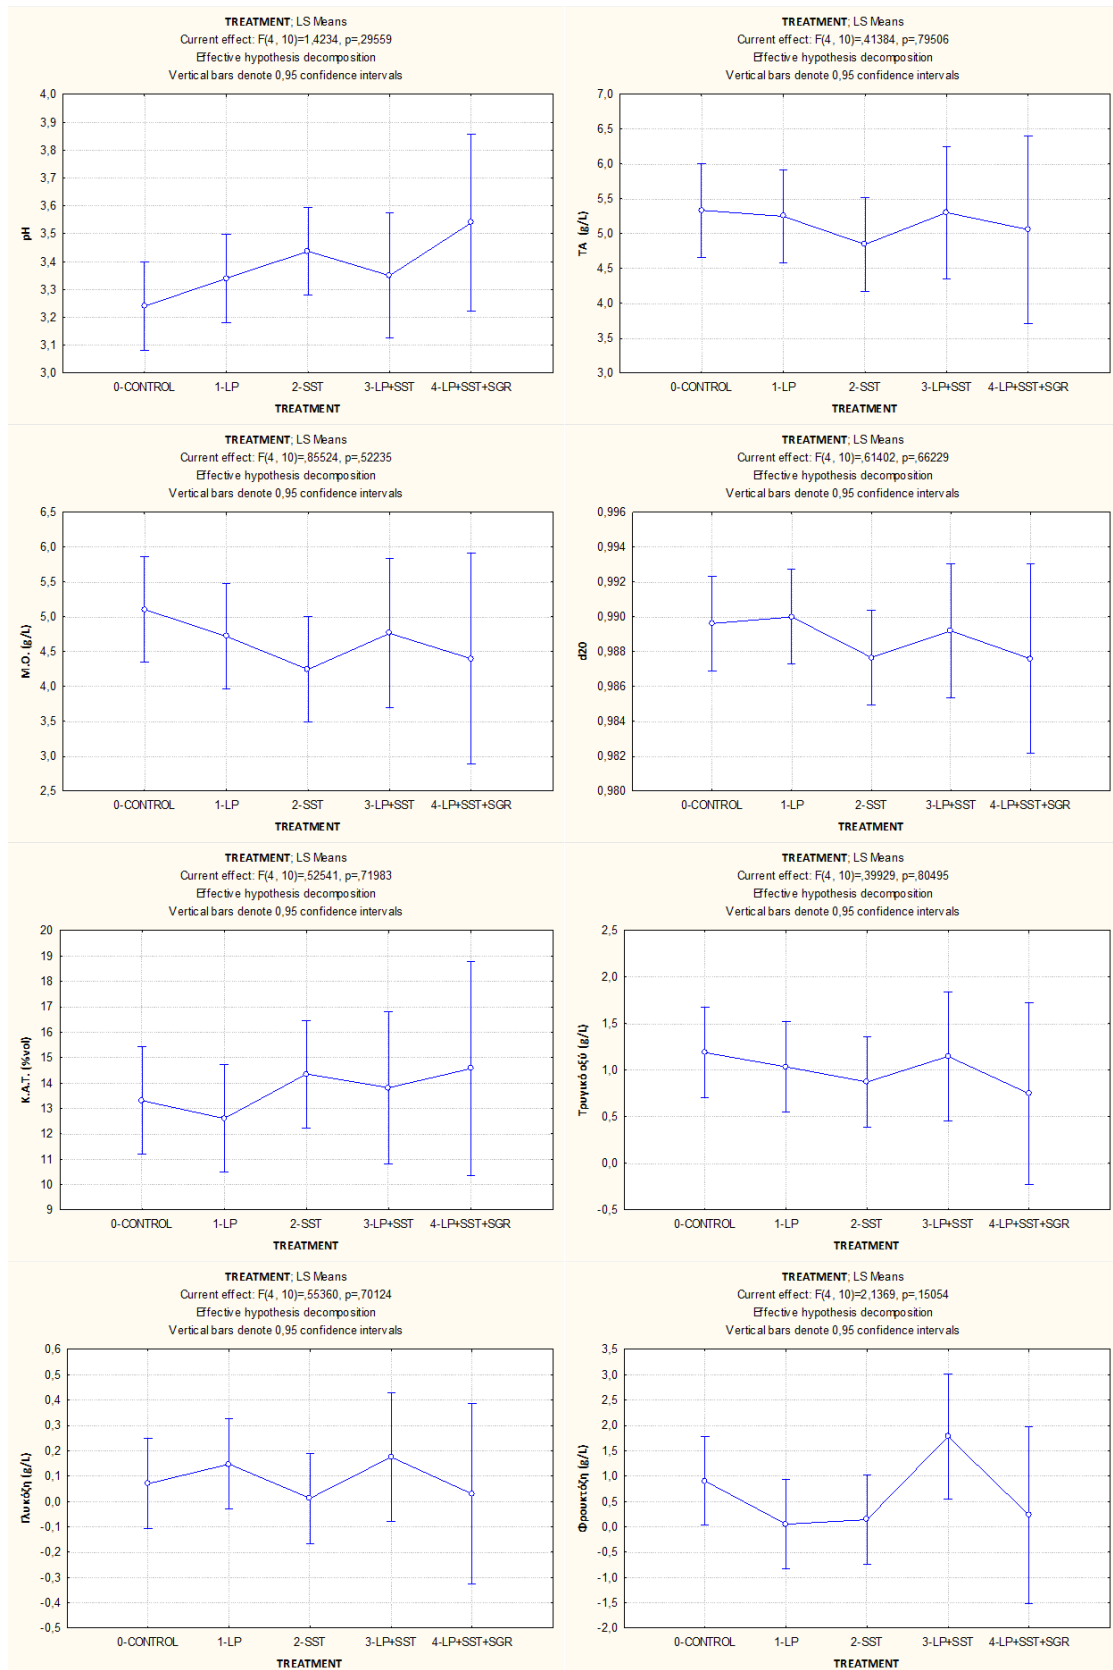 TREATMENT; LS Means
Current effect: F(4, 10)=1,4234, p=,29559
Effective hypothesis decomposition
Vertical bars denote 0,95 confidence intervals
4,0
3,9
3,8
3,7
3,6
3,5
3,4
3,3
3,2
3,1
3,0
pH
0-CONTROL 1-LP 2-SST 3-LP+SST 4-LP+SST+SGR
TREATMENT
TREATMENT; LS Means
Current effect: F(4, 10)=,41384, p=,79506
Effective hypothesis decomposition
Vertical bars denote 0,95 confidence intervals
7,0
6,5
6,0
5,5
5,0
4,5
4,0
3,5
3,0
TA (g/L)
0-CONTROL 1-LP 2-SST 3-LP+SST 4-LP+SST+SGR
TREATMENT
TREATMENT; LS Means
Current effect: F(4, 10)=,85524, p=,52235
Effective hypothesis decomposition
Vertical bars denote 0,95 confidence intervals
6,5
6,0
5,5
5,0
4,5
4,0
3,5
3,0
2,5
M.O. (g/L)
0-CONTROL 1-LP 2-SST 3-LP+SST 4-LP+SST+SGR
TREATMENT
TREATMENT; LS Means
Current effect: F(4, 10)=,61402, p=,66229
Effective hypothesis decomposition
Vertical bars denote 0,95 confidence intervals
0,996
0,994
0,992
0,990
0,988
0,986
0,984
0,982
0,980
d20
0-CONTROL 1-LP 2-SST 3-LP+SST 4-LP+SST+SGR
TREATMENT
TREATMENT; LS Means
Current effect: F(4, 10)=,52541, p=,71983
Effective hypothesis decomposition
Vertical bars denote 0,95 confidence intervals
20
19
18
17
16
15
14
13
12
11
10
9
Κ.Α.Τ. (%vol)
0-CONTROL 1-LP 2-SST 3-LP+SST 4-LP+SST+SGR
TREATMENT
TREATMENT; LS Means
Current effect: F(4, 10)=,39929, p=,80495
Effective hypothesis decomposition
Vertical bars denote 0,95 confidence intervals
2,5
2,0
1,5
1,0
0,5
0,0
-0,5
Τρυγικό οξύ (g/L)
0-CONTROL 1-LP 2-SST 3-LP+SST 4-LP+SST+SGR
TREATMENT
TREATMENT; LS Means
Current effect: F(4, 10)=,55360, p=,70124
Effective hypothesis decomposition
Vertical bars denote 0,95 confidence intervals
0,6
0,5
0,4
0,3
0,2
0,1
0,0
-0,1
-0,2
-0,3
-0,4
-0,5
Γλυκόζη (g/L)
0-CONTROL 1-LP 2-SST 3-LP+SST 4-LP+SST+SGR
TREATMENT
TREATMENT; LS Means
Current effect: F(4, 10)=2,1369, p=,15054
Effective hypothesis decomposition
Vertical bars denote 0,95 confidence intervals
3,5
3,0
2,5
2,0
1,5
1,0
0,5
0,0
-0,5
-1,0
-1,5
-2,0
Φρουκτόζη (g/L)
0-CONTROL 1-LP 2-SST 3-LP+SST 4-LP+SST+SGR
TREATMENT